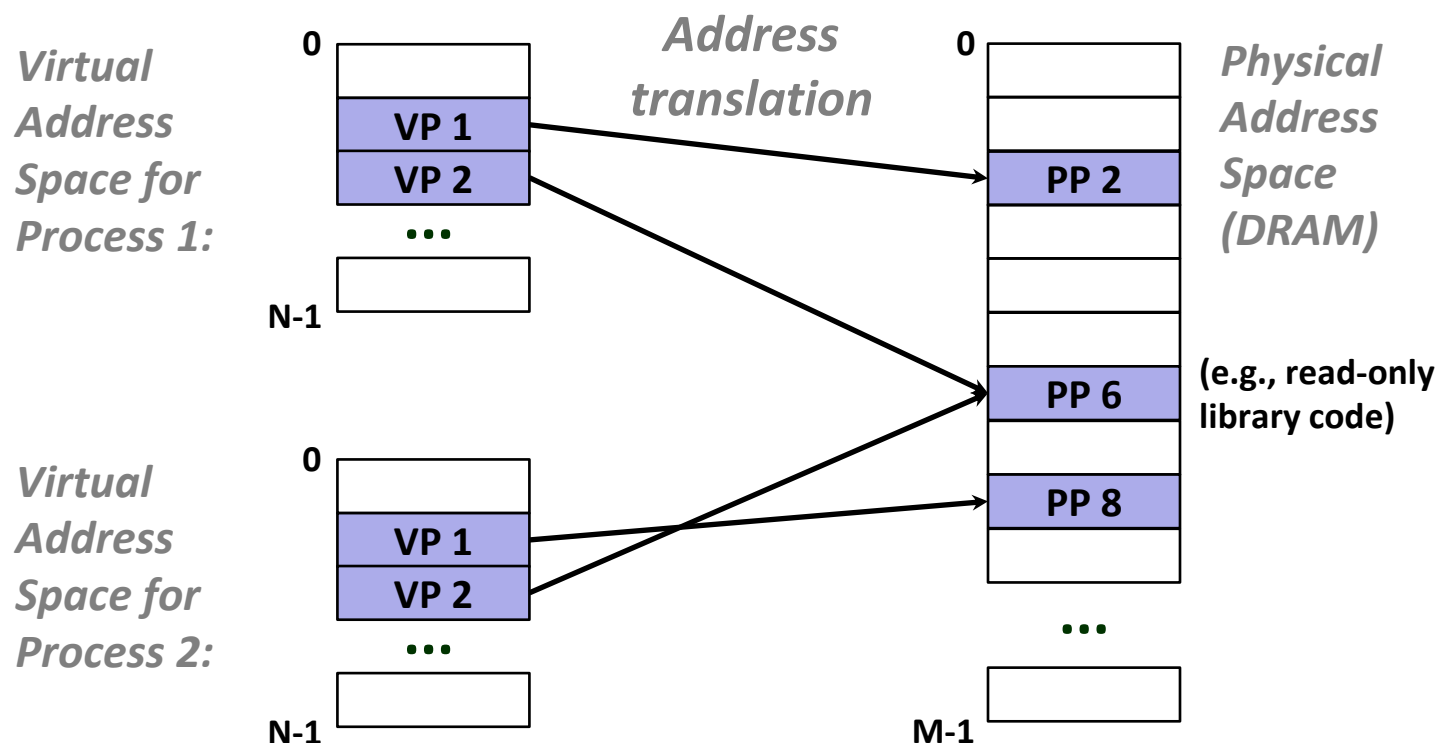 Virtual
Address
Space for
Process 1:
0
VP 1
VP 2
...
N-1
Address
translation
0
PP 2
PP 6
PP 8
...
M-1
Physical
Address
Space
(DRAM)
(e.g., read-only
library code)
Virtual
Address
Space for
Process 2:
0
VP 1
VP 2
...
N-1